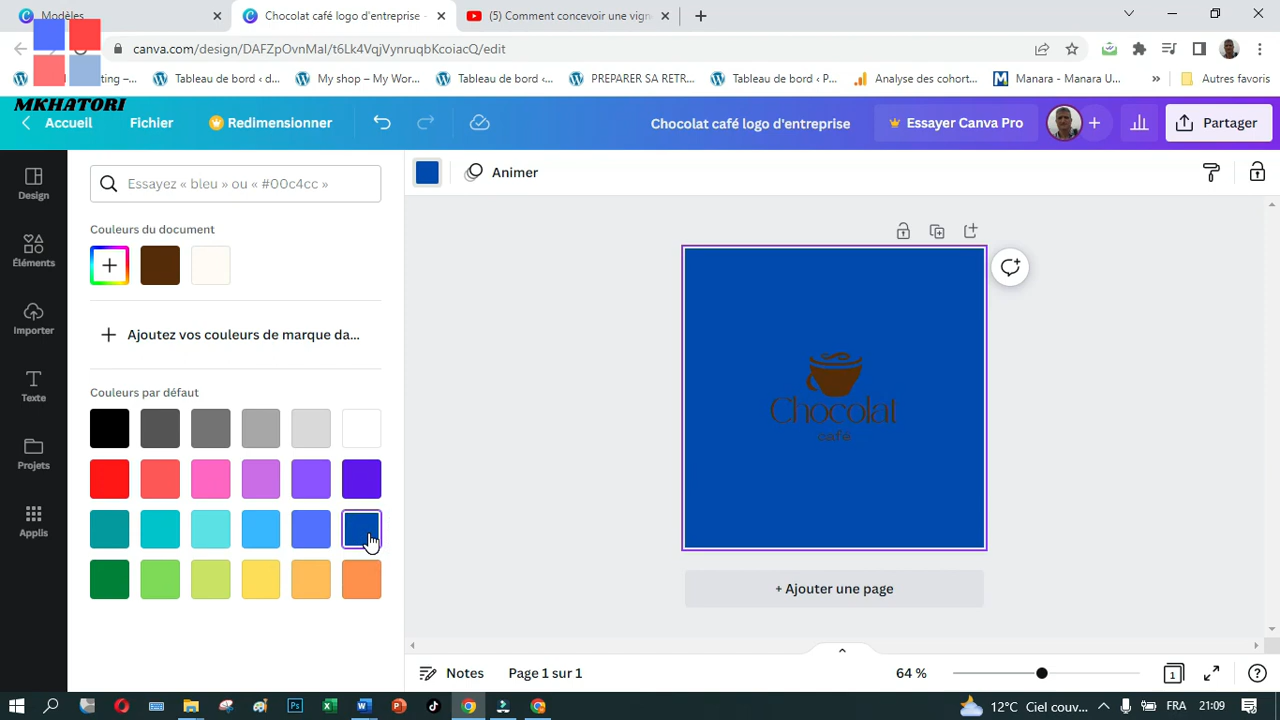 Modèles
Chocolat café logo d'entreprise -
(5) Comment concevoir une vign
canva.com/design/DAFZpOvnMaI/t6Lk4VqjVynruqbKcoiacQ/edit
Tableau de bord ‹ d...
My shop – My Wor...
Tableau de bord ‹...
PREPARER SA RETR...
Tableau de bord ‹ P...
Analyse des cohort...
Manara - Manara U...
»
Autres favoris
MKHATORI
Accueil
Fichier
Redimensionner
Chocolat café logo d'entreprise
Essayer Canva Pro
Partager
Design
Éléments
Importer
Texte
Projets
Applis
Essayez « bleu » ou « #00c4cc »
Couleurs du document
Ajoutez vos couleurs de marque da...
Couleurs par défaut
Animer
Chocolat
café
+ Ajouter une page
Notes
Page 1 sur 1
64 %
1
12°C Ciel couv...
FRA
21:09